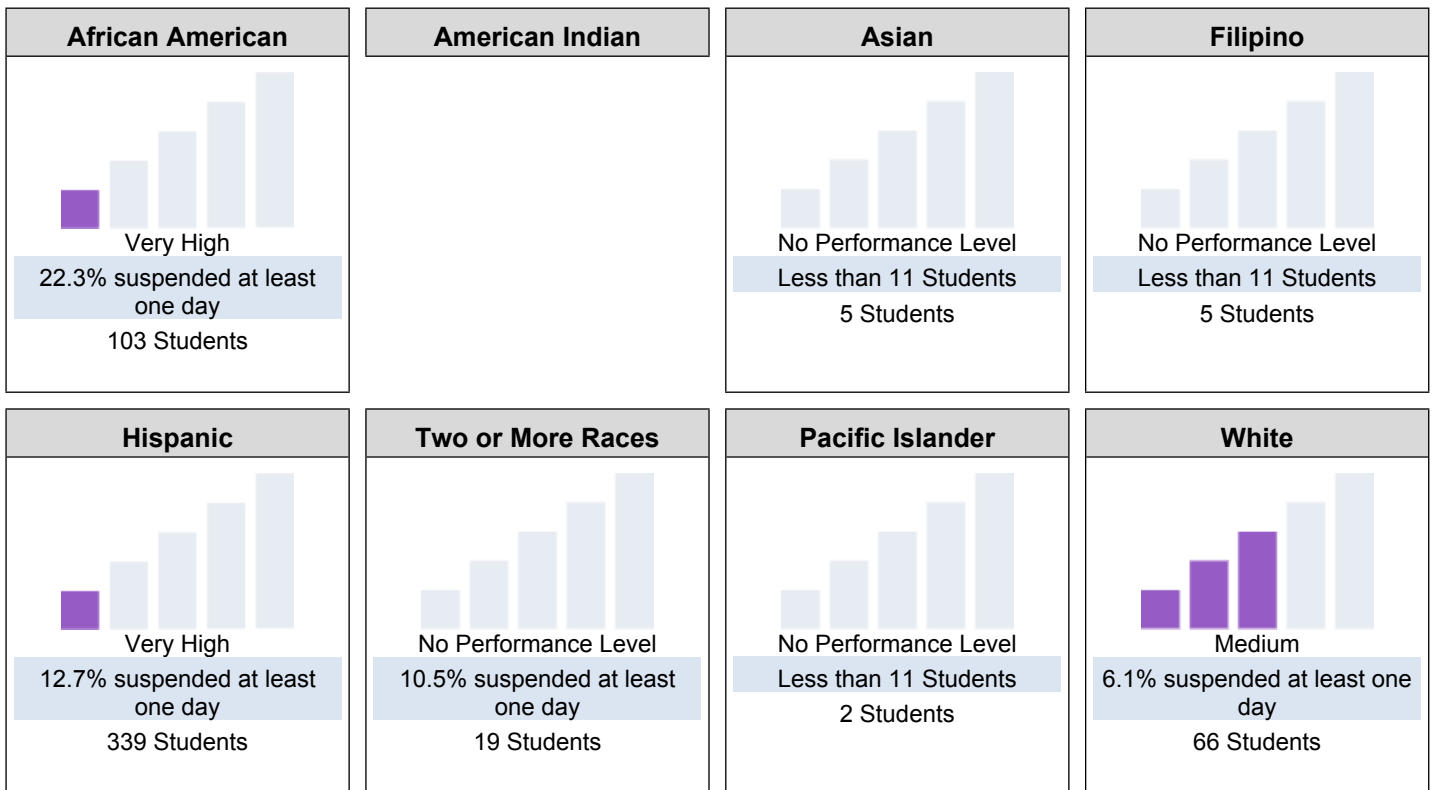 African American
American Indian
Asian
Filipino
Very High
22.3% suspended at least
one day
103 Students
No Performance Level
Less than 11 Students
5 Students
No Performance Level
Less than 11 Students
5 Students
Hispanic
Two or More Races
Pacific Islander
White
Very High
12.7% suspended at least
one day
339 Students
No Performance Level
10.5% suspended at least
one day
19 Students
No Performance Level
Less than 11 Students
2 Students
Medium
6.1% suspended at least one
day
66 Students